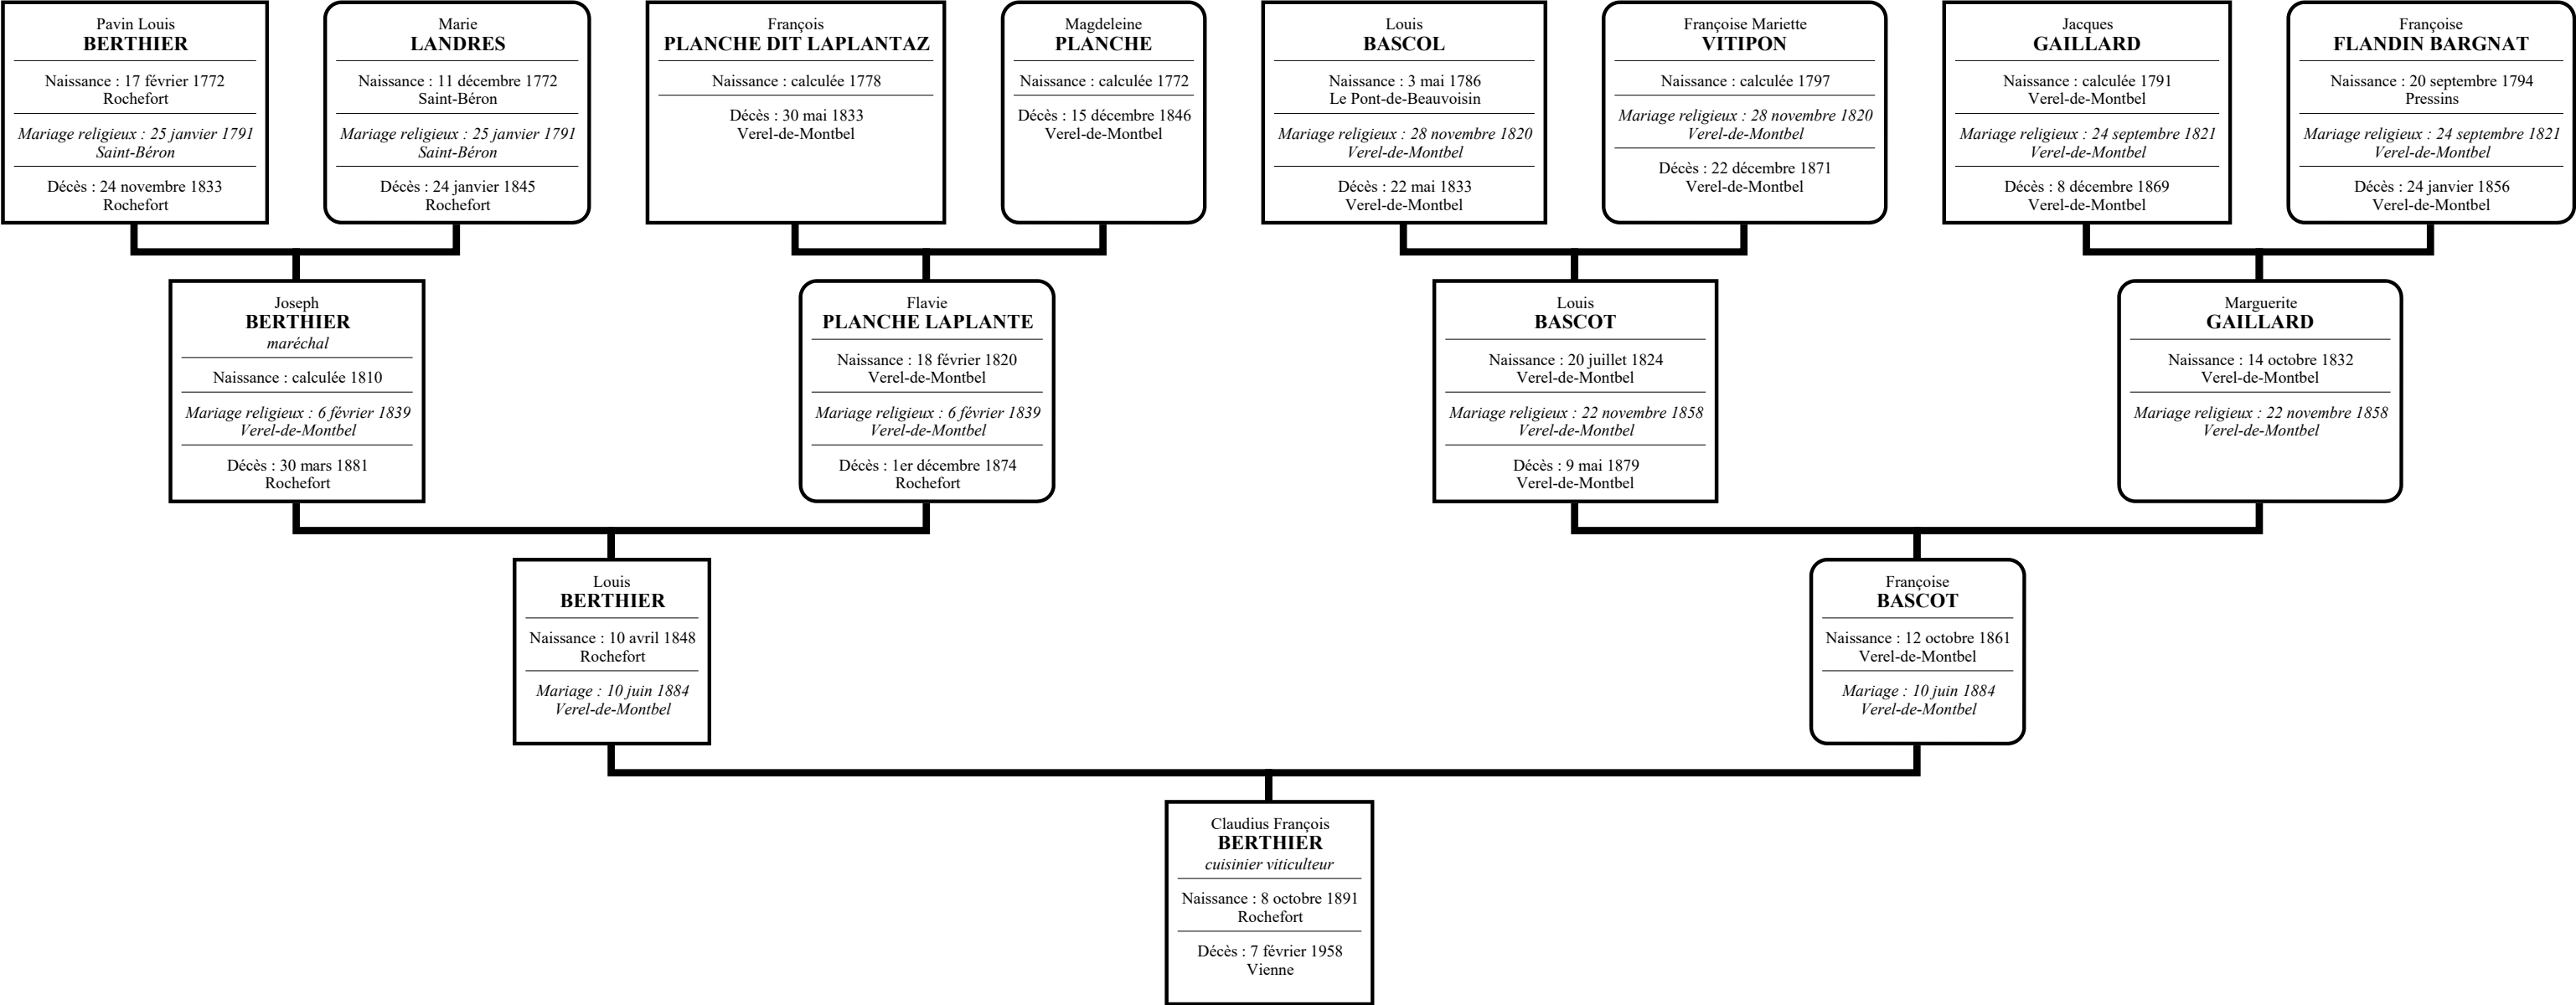 Pavin Louis
BERTHIER
Naissance : 17 février 1772
Rochefort
Mariage religieux : 25 janvier 1791
Saint-Béron
Décès : 24 novembre 1833
Rochefort
Marie
LANDRES
Naissance : 11 décembre 1772
Saint-Béron
Mariage religieux : 25 janvier 1791
Saint-Béron
Décès : 24 janvier 1845
Rochefort
François
PLANCHE DIT LAPLANTAZ
Naissance : calculée 1778
Décès : 30 mai 1833
Verel-de-Montbel
Magdeleine
PLANCHE
Naissance : calculée 1772
Décès : 15 décembre 1846
Verel-de-Montbel
Louis
BASCOL
Naissance : 3 mai 1786
Le Pont-de-Beauvoisin
Mariage religieux : 28 novembre 1820
Verel-de-Montbel
Décès : 22 mai 1833
Verel-de-Montbel
Françoise Mariette
VITIPON
Naissance : calculée 1797
Mariage religieux : 28 novembre 1820
Verel-de-Montbel
Décès : 22 décembre 1871
Verel-de-Montbel
Jacques
GAILLARD
Naissance : calculée 1791
Verel-de-Montbel
Mariage religieux : 24 septembre 1821
Verel-de-Montbel
Décès : 8 décembre 1869
Verel-de-Montbel
Françoise
FLANDIN BARGNAT
Naissance : 20 septembre 1794
Pressins
Mariage religieux : 24 septembre 1821
Verel-de-Montbel
Décès : 24 janvier 1856
Verel-de-Montbel
Joseph
BERTHIER
maréchal
Naissance : calculée 1810
Mariage religieux : 6 février 1839
Verel-de-Montbel
Décès : 30 mars 1881
Rochefort
Flavie
PLANCHE LAPLANTE
Naissance : 18 février 1820
Verel-de-Montbel
Mariage religieux : 6 février 1839
Verel-de-Montbel
Décès : 1er décembre 1874
Rochefort
Louis
BASCOT
Naissance : 20 juillet 1824
Verel-de-Montbel
Mariage religieux : 22 novembre 1858
Verel-de-Montbel
Décès : 9 mai 1879
Verel-de-Montbel
Marguerite
GAILLARD
Naissance : 14 octobre 1832
Verel-de-Montbel
Mariage religieux : 22 novembre 1858
Verel-de-Montbel
Louis
BERTHIER
Naissance : 10 avril 1848
Rochefort
Mariage : 10 juin 1884
Verel-de-Montbel
Françoise
BASCOT
Naissance : 12 octobre 1861
Verel-de-Montbel
Mariage : 10 juin 1884
Verel-de-Montbel
Claudius François
BERTHIER
cuisinier viticulteur
Naissance : 8 octobre 1891
Rochefort
Décès : 7 février 1958
Vienne